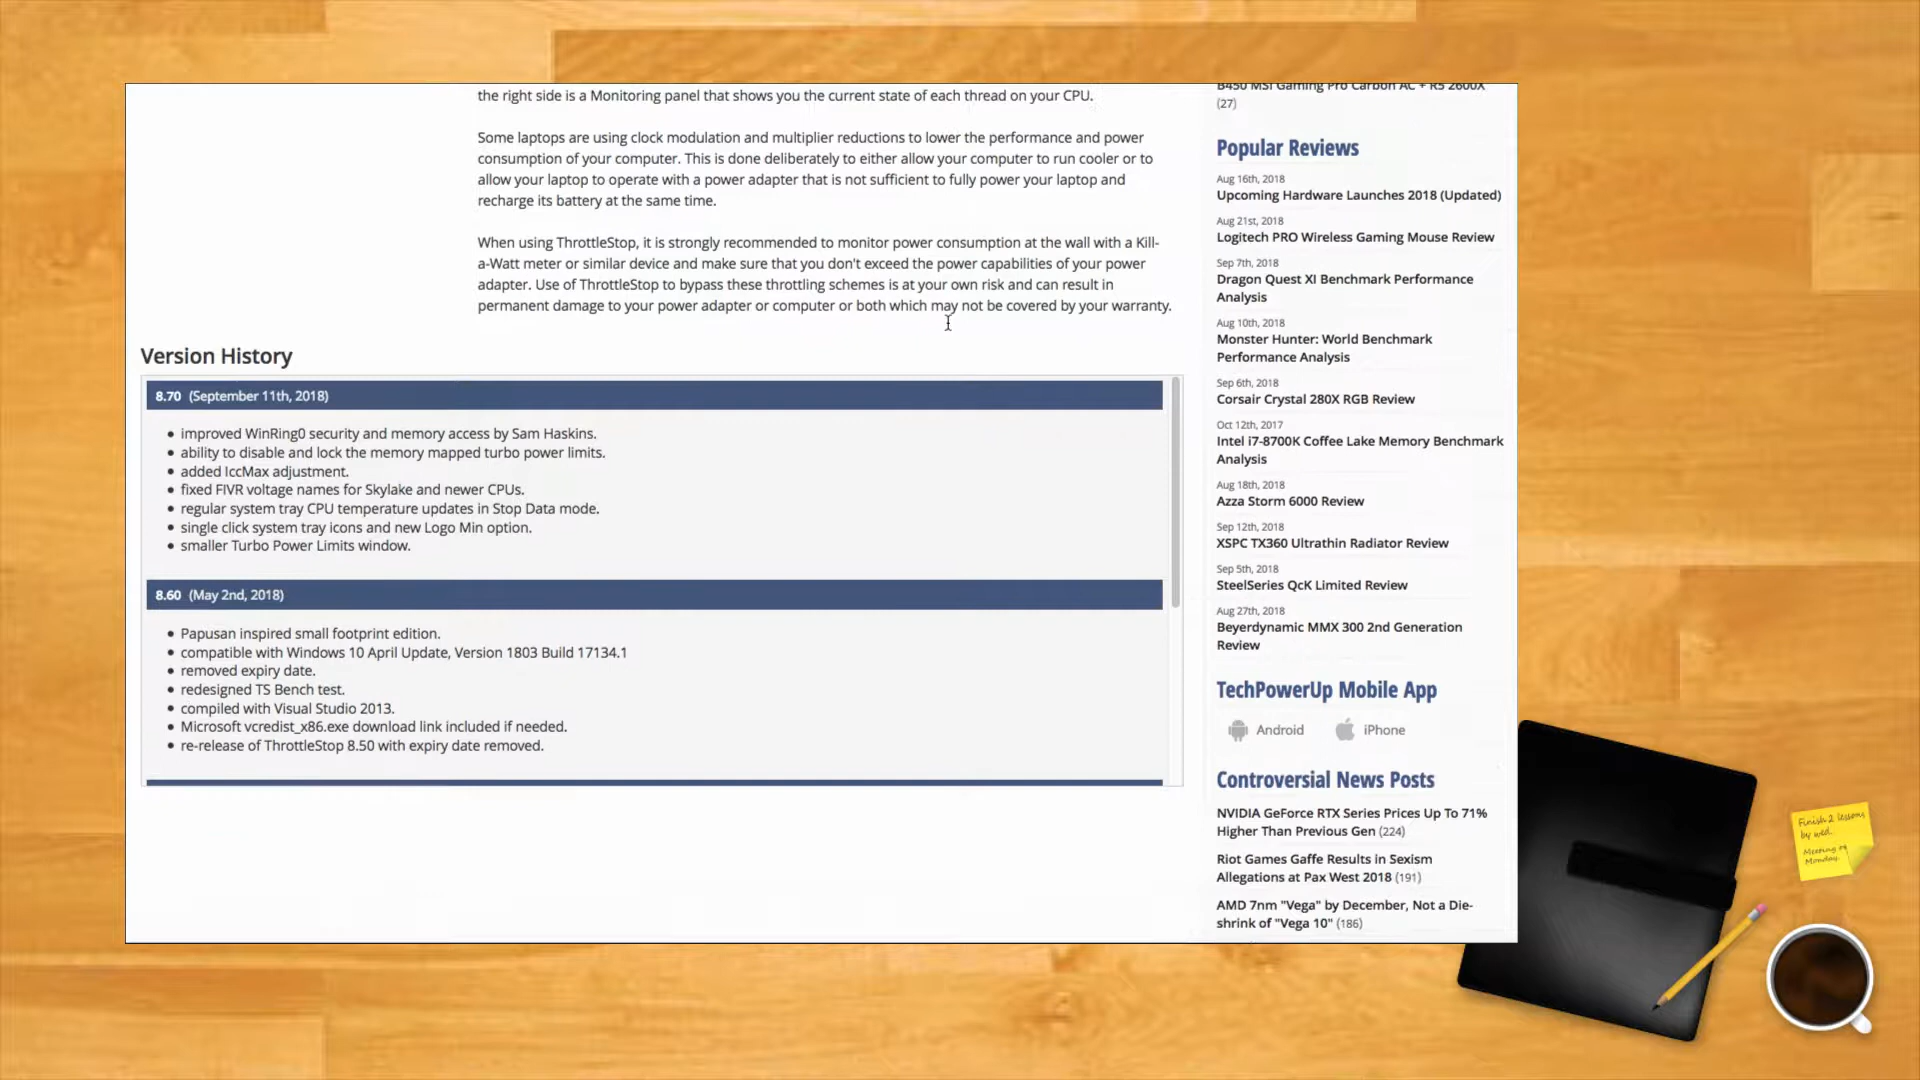 the right side is a Monitoring panel that shows you the current state of each thread on your CPU.
Some laptops are using clock modulation and multiplier reductions to lower the performance and power
consumption of your computer. This is done deliberately to either allow your computer to run cooler or to
allow your laptop to operate with a power adapter that is not sufficient to fully power your laptop and
recharge its battery at the same time.
When using ThrottleStop, it is strongly recommended to monitor power consumption at the wall with a Kill-
a-Watt meter or similar device and make sure that you don't exceed the power capabilities of your power
adapter. Use of ThrottleStop to bypass these throttling schemes is at your own risk and can result in
permanent damage to your power adapter or computer or both which may not be covered by your warranty.
Version History
8.70 (September 11th, 2018)
• improved WinRing0 security and memory access by Sam Haskins.
• ability to disable and lock the memory mapped turbo power limits.
• added IccMax adjustment.
• fixed FIVR voltage names for Skylake and newer CPUs.
• regular system tray CPU temperature updates in Stop Data mode.
• single click system tray icons and new Logo Min option.
• smaller Turbo Power Limits window.
8.60 (May 2nd, 2018)
• Papusan inspired small footprint edition.
• compatible with Windows 10 April Update, Version 1803 Build 17134.1
• removed expiry date.
• redesigned TS Bench test.
• compiled with Visual Studio 2013.
• Microsoft vcredist_x86.exe download link included if needed.
• re-release of ThrottleStop 8.50 with expiry date removed.
B450 MSI Gaming Pro Carbon AC + R5 2600X
(27)
Popular Reviews
Aug 16th, 2018
Upcoming Hardware Launches 2018 (Updated)
Aug 21st, 2018
Logitech PRO Wireless Gaming Mouse Review
Sep 7th, 2018
Dragon Quest XI Benchmark Performance
Analysis
Aug 10th, 2018
Monster Hunter: World Benchmark
Performance Analysis
Sep 6th, 2018
Corsair Crystal 280X RGB Review
Oct 12th, 2017
Intel i7-8700K Coffee Lake Memory Benchmark
Analysis
Aug 18th, 2018
Azza Storm 6000 Review
Sep 12th, 2018
XSPC TX360 Ultrathin Radiator Review
Sep 5th, 2018
SteelSeries QcK Limited Review
Aug 27th, 2018
Beyerdynamic MMX 300 2nd Generation
Review
TechPowerUp Mobile App
Android
iPhone
Controversial News Posts
NVIDIA GeForce RTX Series Prices Up To 71%
Higher Than Previous Gen (224)
Riot Games Gaffe Results in Sexism
Allegations at Pax West 2018 (191)
AMD 7nm "Vega" by December, Not a Die-
shrink of "Vega 10" (186)
Finish 2 lessons
by wed.
Meeting
Monday.